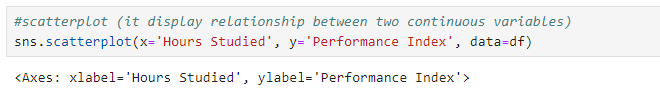 #scatterplot (it display relationship between two continuous variables)
sns.scatterplot(x='Hours Studied', y='Performance Index', data=df)
<Axes: xlabel='Hours Studied', ylabel='Performance Index'>